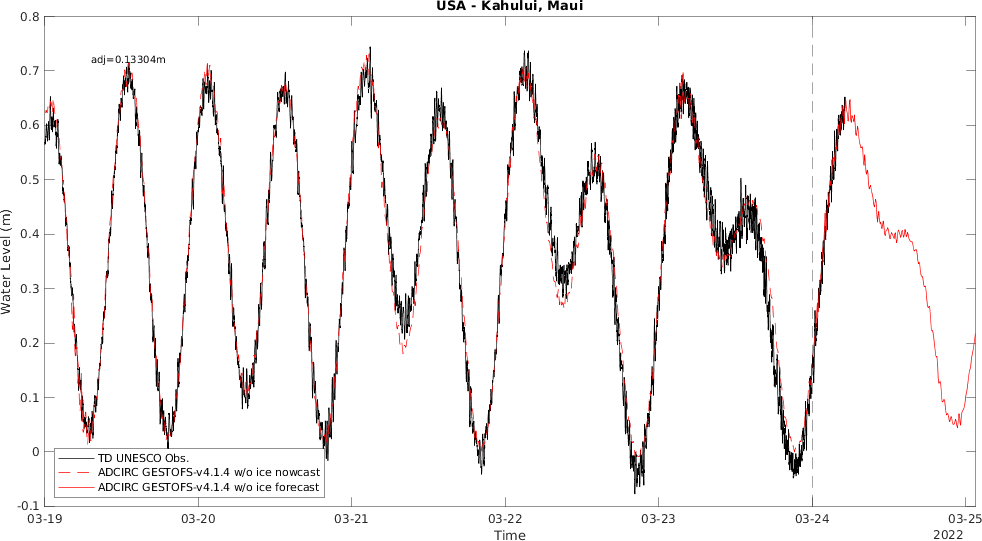 USA - Kahului, Maui
adj=0.13304m
Water Level (m)
0.8
0.7
0.6
0.5
0.4
0.3
0.2
0.1
0
-0.1
TD UNESCO Obs.
ADCIRC GESTOFS-v4.1.4 w/o ice nowcast
ADCIRC GESTOFS-v4.1.4 w/o ice forecast
03-19 03-20 03-21 03-22 03-23 03-24 03-25
Time
2022